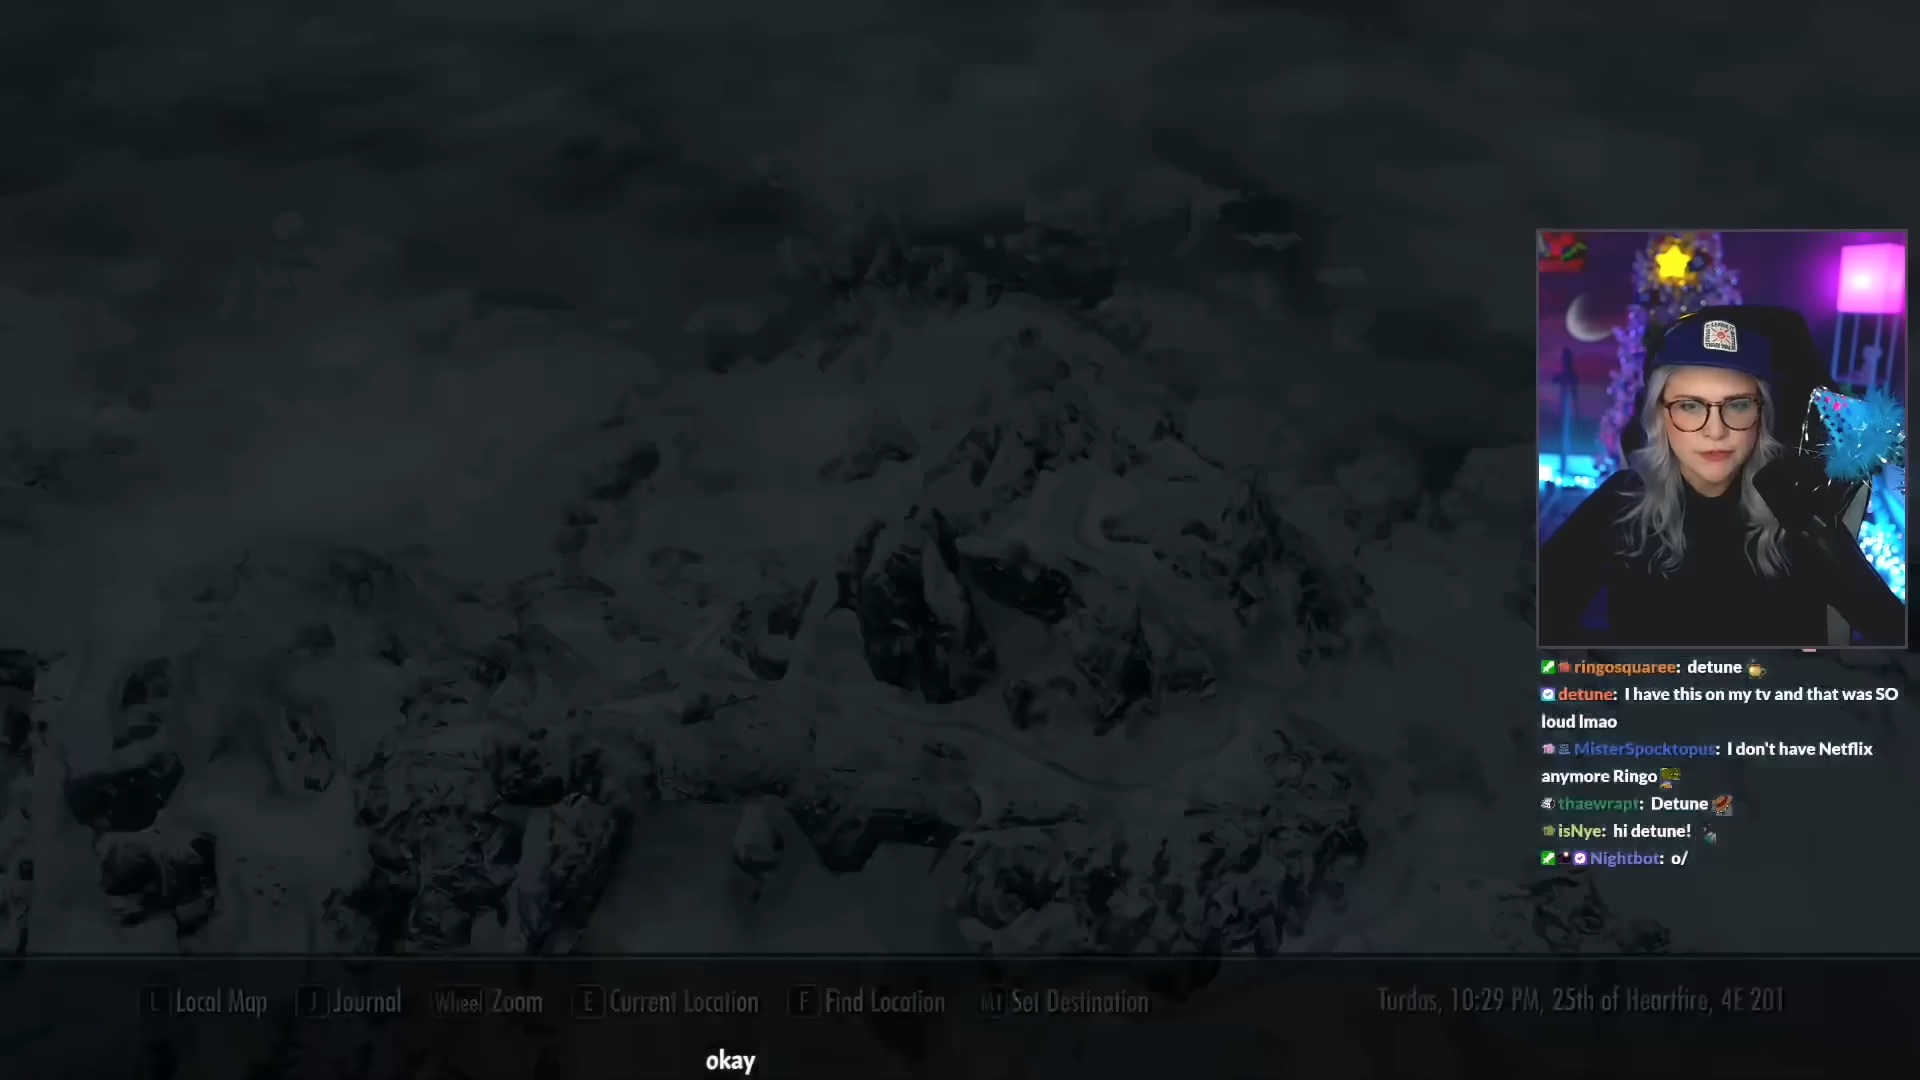 ringosquaree: detune
detune: I have this on my tv and that was SO
loud lmao
MisterSpocktopus: I don't have Netflix
anymore Ringo
thaewrapt: Detune
isNye: hi detune!
Nightbot: o/
L Local Map J Journal Wheel Zoom E Current Location F Find Location M1 Set Destination
Turdas, 10:29 PM, 25th of Heartfire, 4E 201
okay